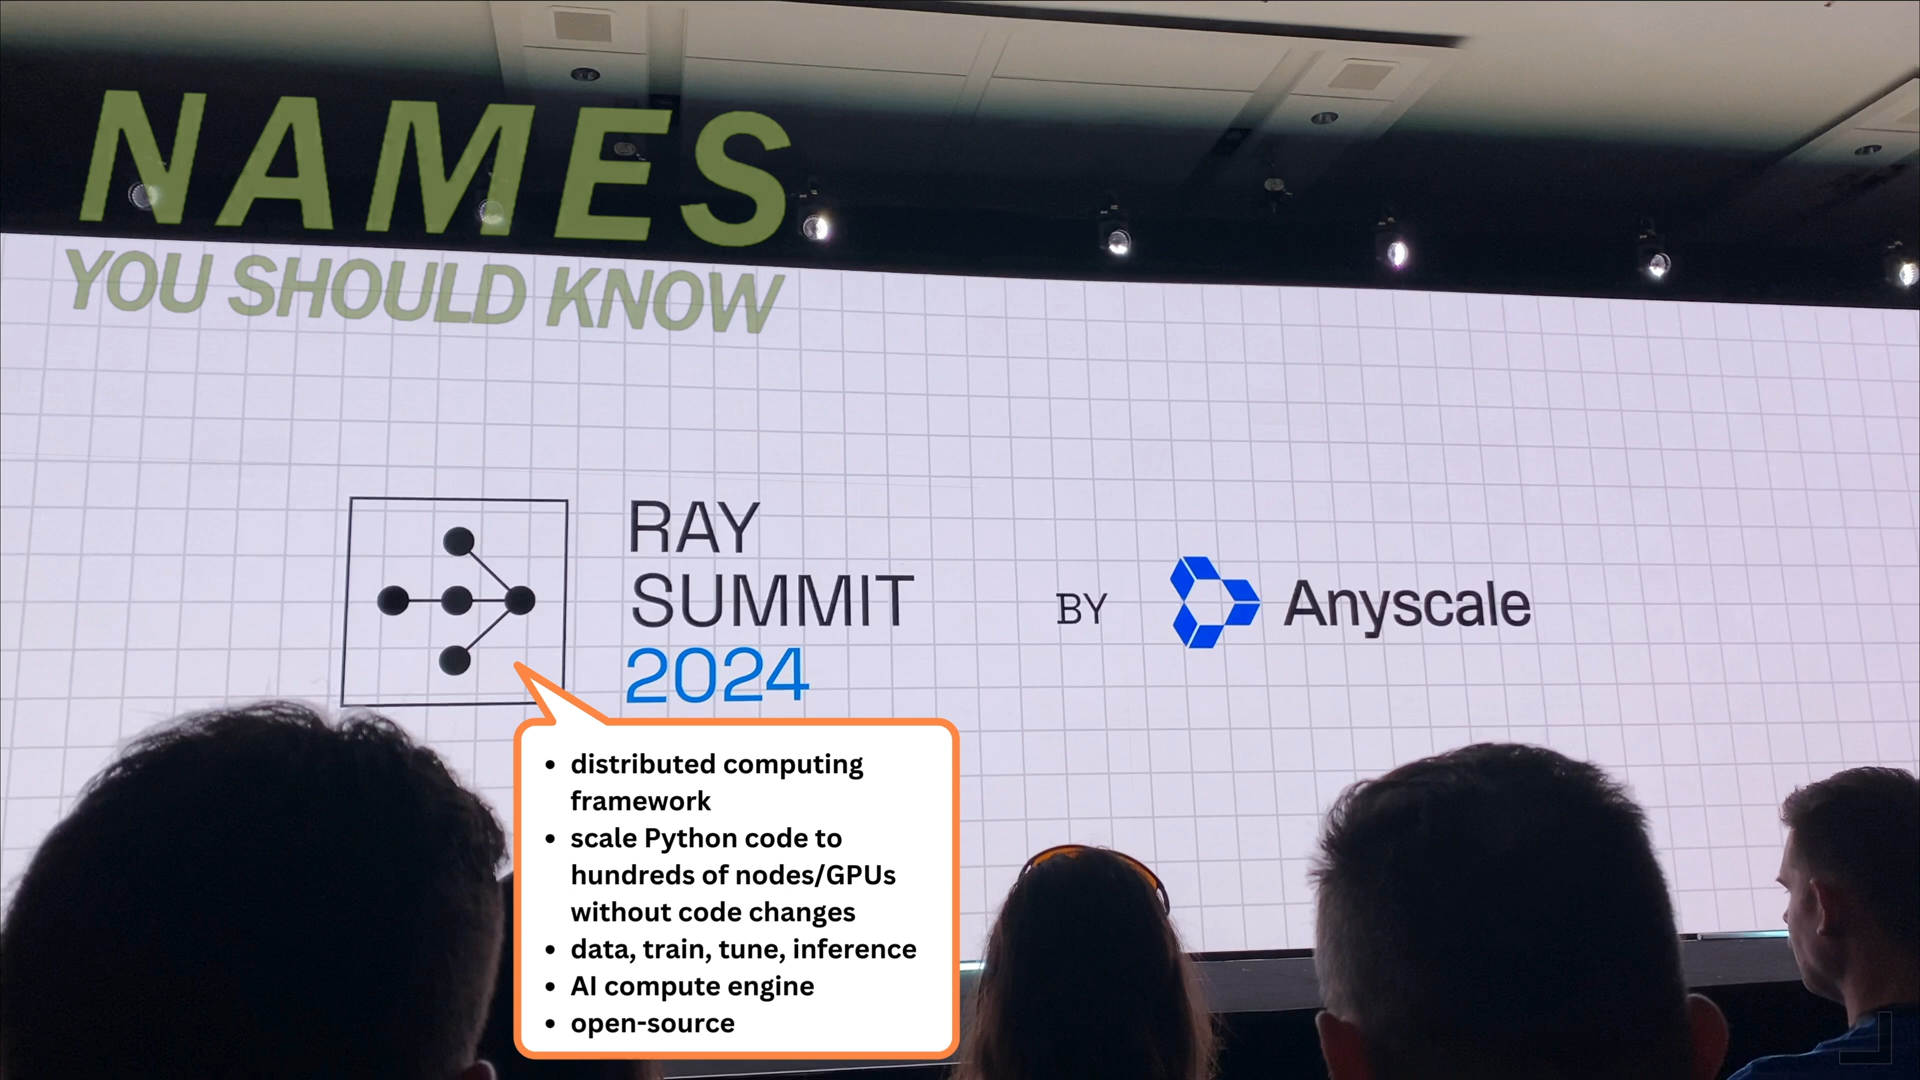 NAMES
YOU SHOULD KNOW
RAY
SUMMIT
2024
BY
Anyscale
• distributed computing
framework
• scale Python code to
hundreds of nodes/GPUs
without code changes
• data, train, tune, inference
• AI compute engine
• open-source